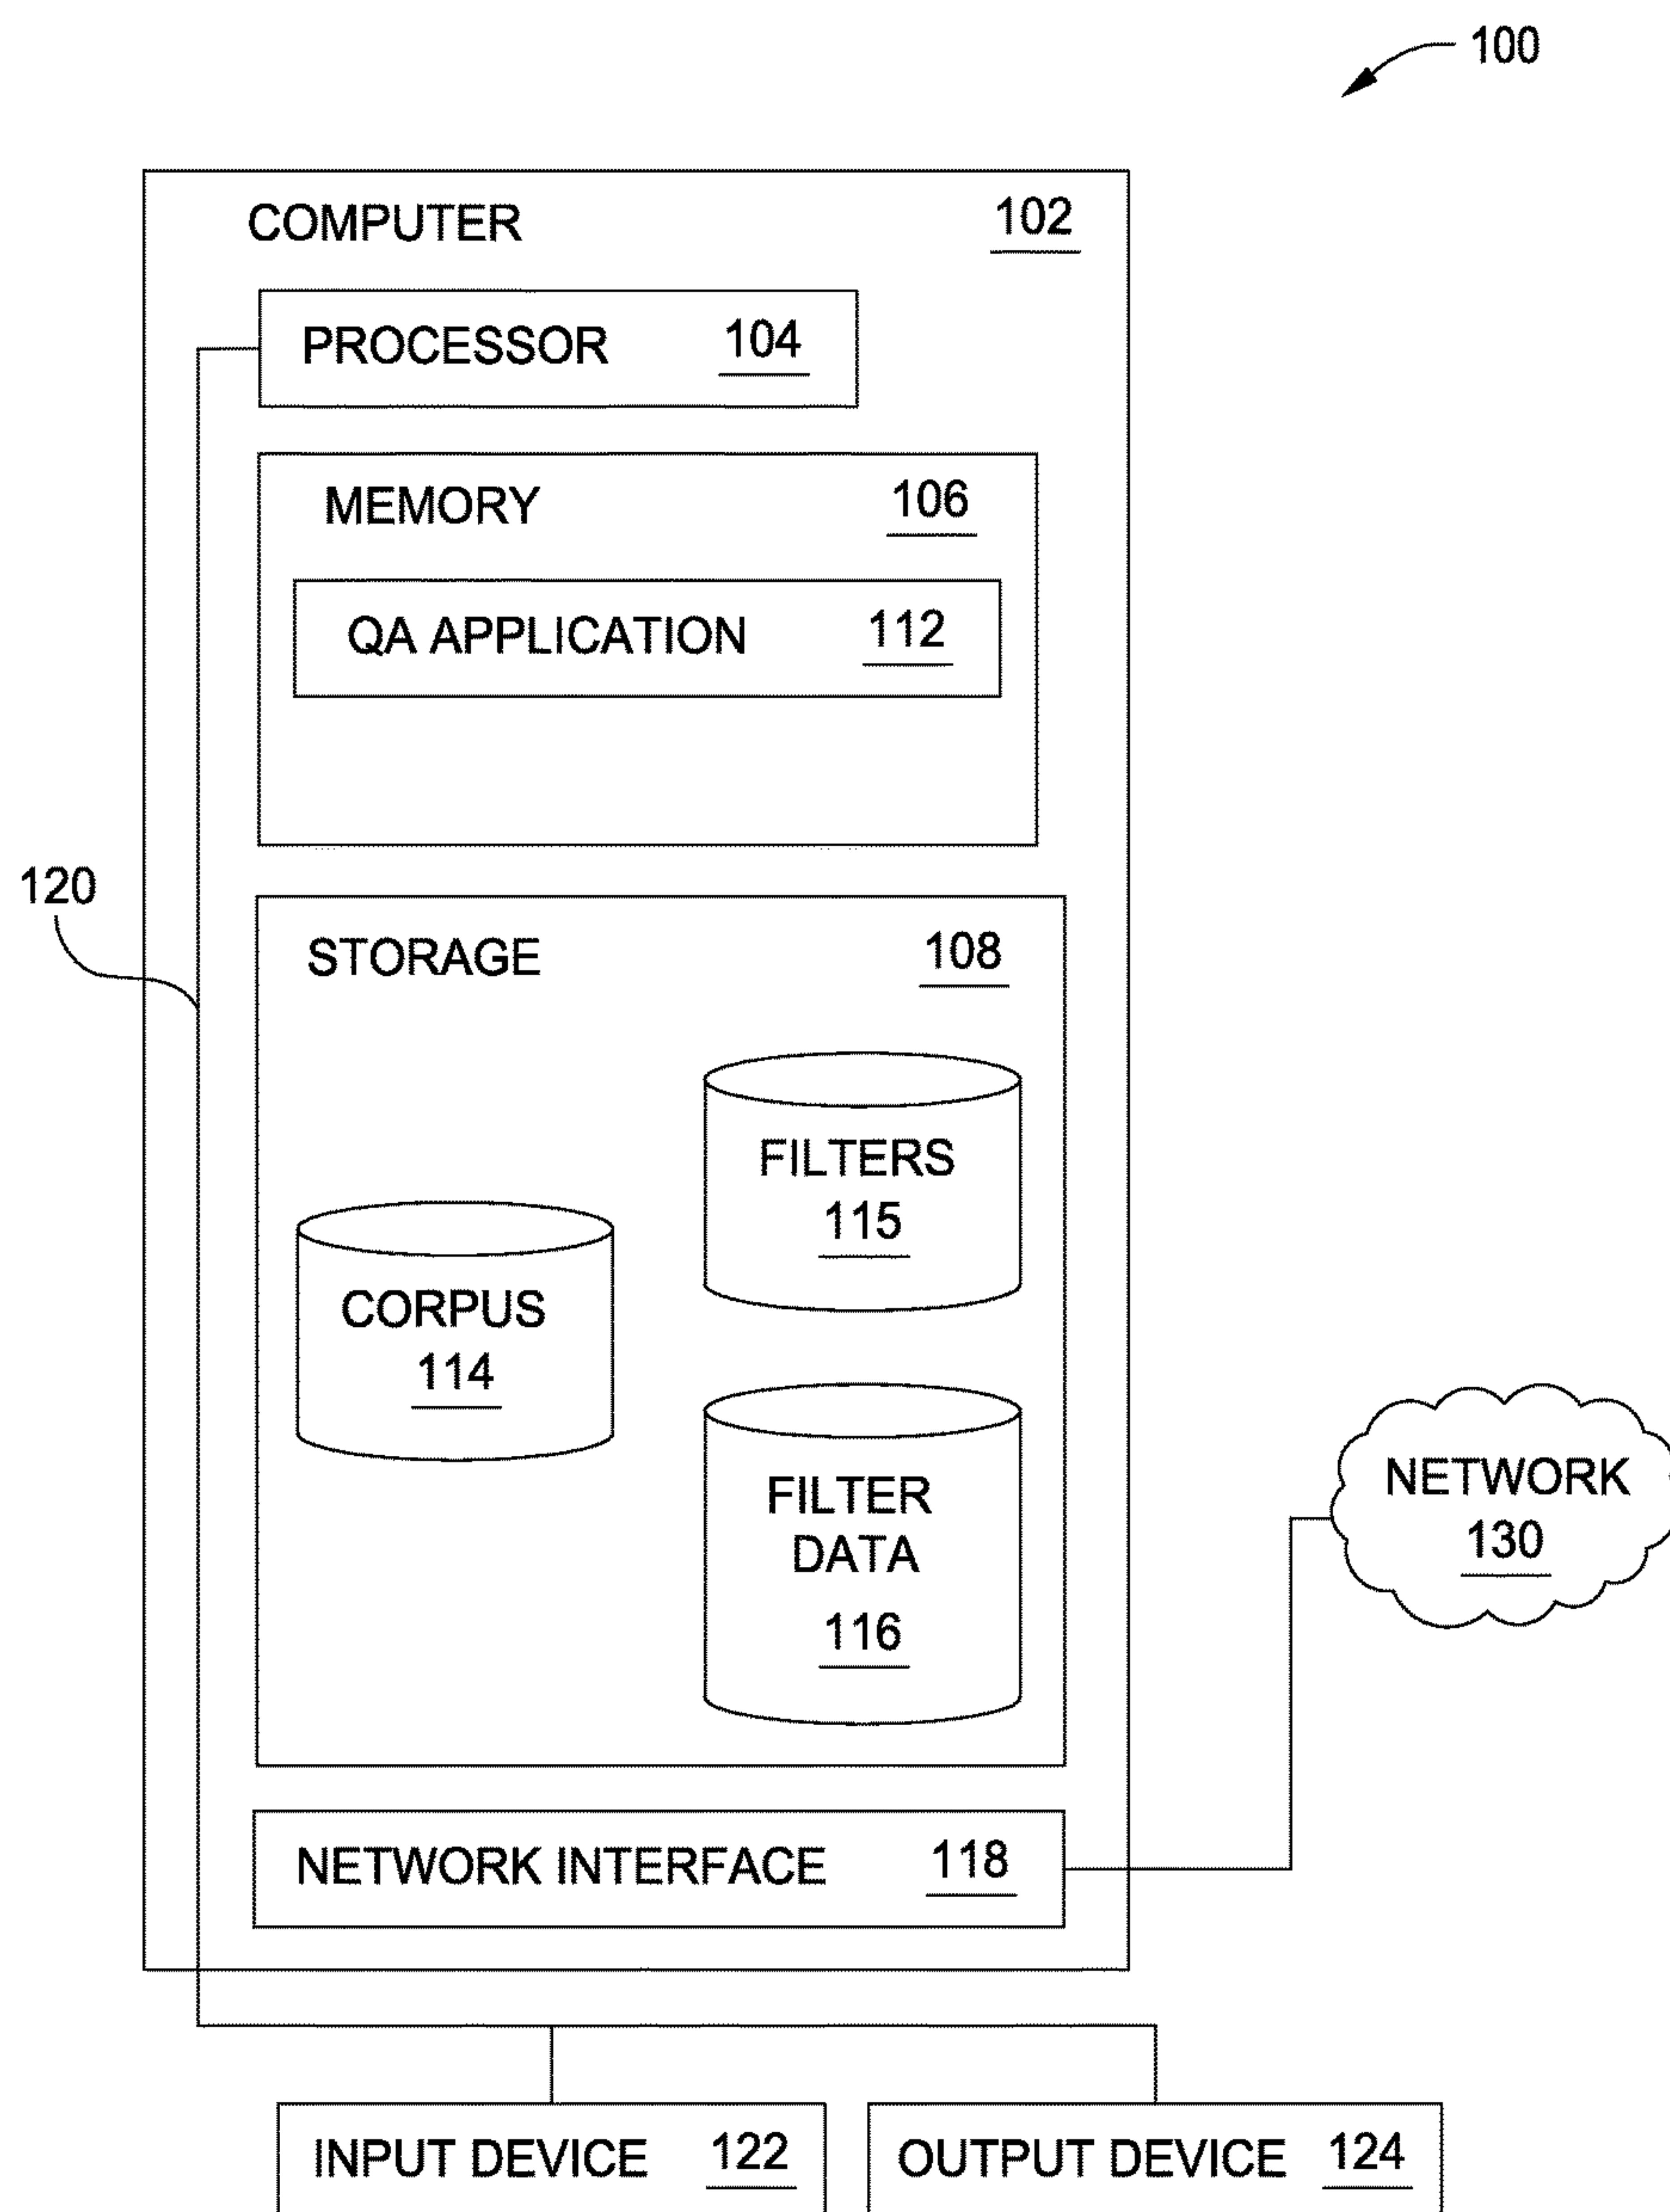 100
COMPUTER 102
PROCESSOR 104
MEMORY 106
QA APPLICATION 112
120
STORAGE 108
FILTERS
115
CORPUS
114
FILTER
DATA
116
NETWORK
130
NETWORK INTERFACE 118
INPUT DEVICE 122
OUTPUT DEVICE 124